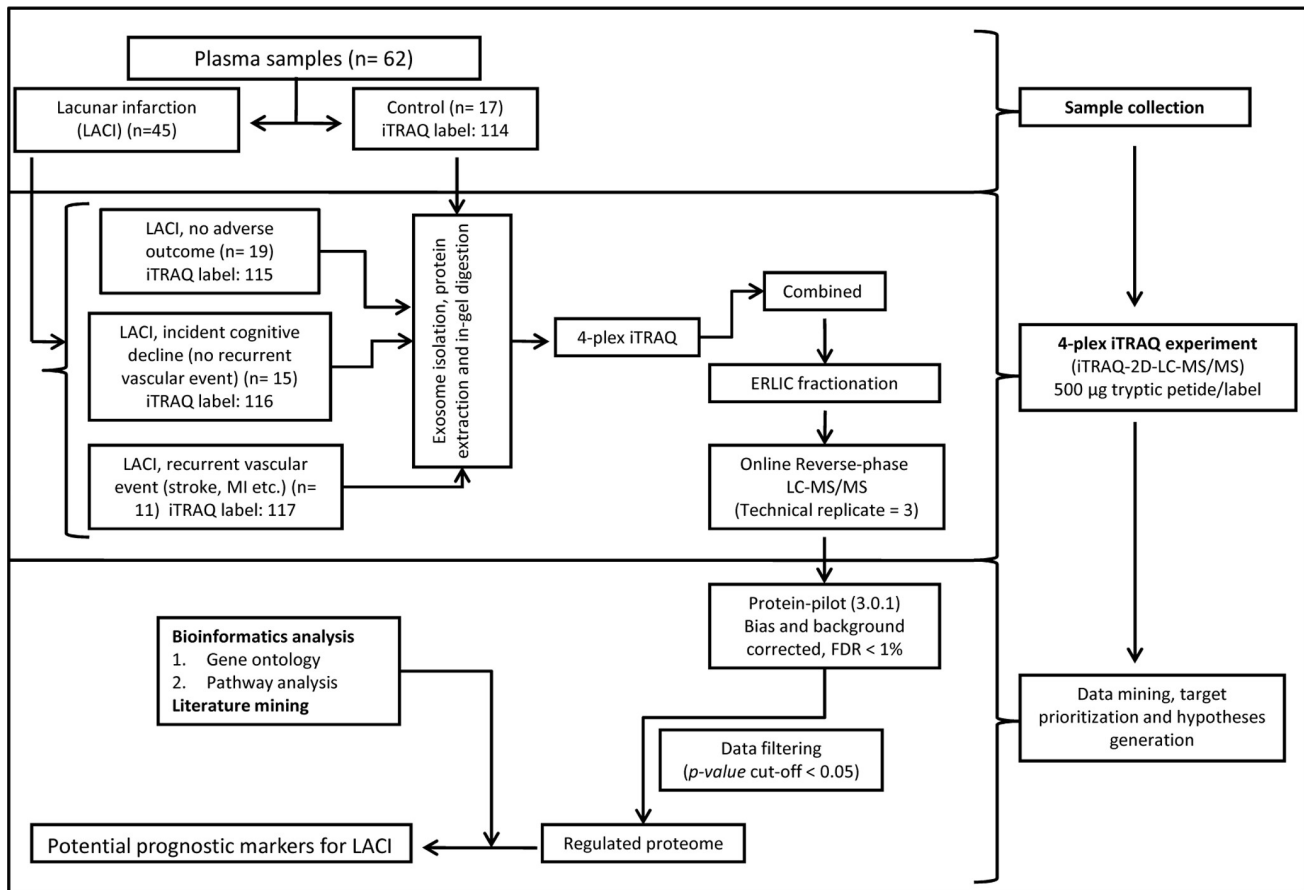 Plasma samples (n= 62)
Lacunar infarction
(LACI) (n=45)
Control (n= 17)
iTRAQ label: 114
Sample collection
LACI, no adverse
outcome (n= 19)
iTRAQ label: 115
LACI, incident cognitive
decline (no recurrent
vascular event) (n= 15)
iTRAQ label: 116
LACI, recurrent vascular
event (stroke, MI etc.) (n=
11) iTRAQ label: 117
Exosome isolation, protein
extraction and in-gel digestion
4-plex iTRAQ
Combined
ERLIC fractionation
Online Reverse-phase
LC-MS/MS
(Technical replicate = 3)
4-plex iTRAQ experiment
(iTRAQ-2D-LC-MS/MS)
500 µg tryptic petide/label
Protein-pilot (3.0.1)
Bias and background
corrected, FDR < 1%
Bioinformatics analysis
1. Gene ontology
2. Pathway analysis
Literature mining
Data filtering
(p-value cut-off < 0.05)
Regulated proteome
Potential prognostic markers for LACI
Data mining, target
prioritization and hypotheses
generation